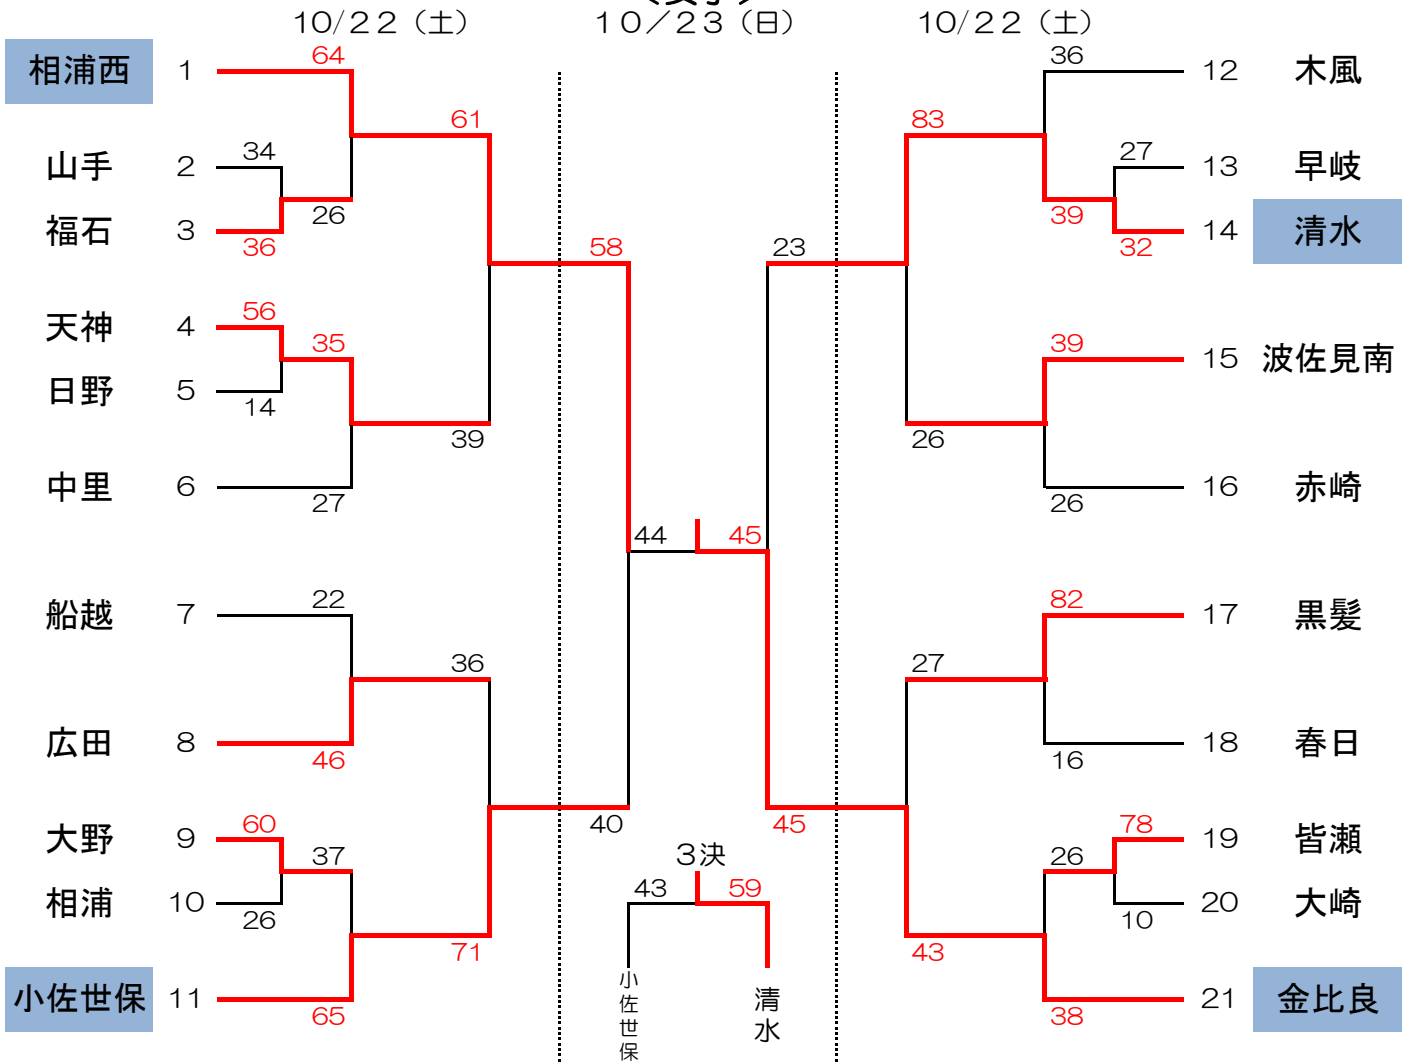 10/22（土）
10／23（日）
10/22（土）
相浦西 1 64
山手 2 34
福石 3 36
26
61
天神 4 56
日野 5 14
35
中里 6 27
39
58
船越 7 22
広田 8 46
36
大野 9 60
相浦 10 26
37
小佐世保 11 65
71
40
44
45
23
45
3決
43
59
小佐世保
清水
36 12 木風
27 13 早岐
32 14 清水
39
83
39 15 波佐見南
26 16 赤崎
26
82 17 黒髪
16 18 春日
27
78 19 皆瀬
10 20 大崎
26
38 21 金比良
43